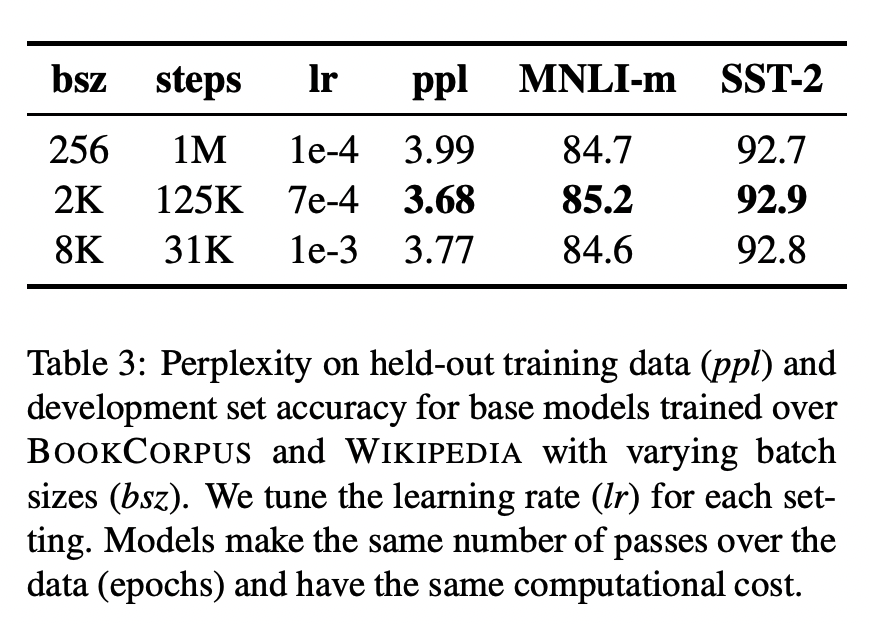 bsz steps lr ppl MNLI-m SST-2
256 1M 1e-4 3.99 84.7 92.7
2K 125K 7e-4 3.68 85.2 92.9
8K 31K 1e-3 3.77 84.6 92.8
Table 3: Perplexity on held-out training data (ppl) and
development set accuracy for base models trained over
BOOKCORPUS and WIKIPEDIA with varying batch
sizes (bsz). We tune the learning rate (lr) for each set-
ting. Models make the same number of passes over the
data (epochs) and have the same computational cost.